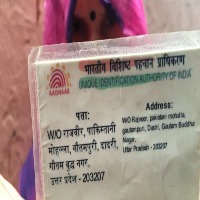 भारतीय विशिष्ट पहचान प्राधिकरण
UNIQUE IDENTIFICATION AUTHORITY OF INDIA
AADHAAR
पता:
W/O राजवीर, पाकिस्तानी
मोहल्ला, गौतमपुरी, दादरी,
गौतम बुद्ध नगर,
उत्तर प्रदेश - 203207
Address:
W/O Rajveer, pakistani mohalla,
gautampuri, Dadri, Gautam Buddha
Nagar,
Uttar Pradesh - 203207